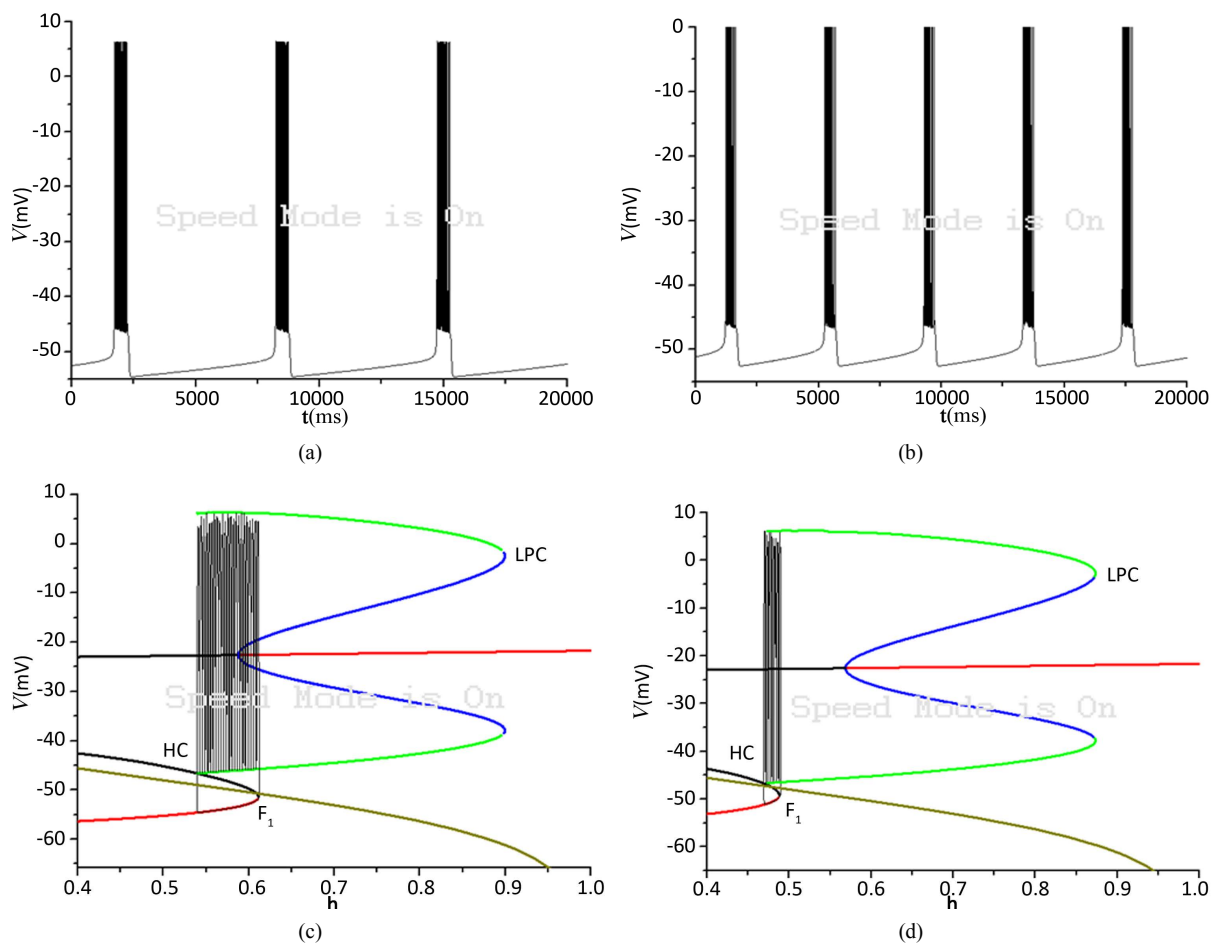 10
0
-10
-20
-30
-40
-50
V(mV)
0
5000
10000
15000
20000
t(ms)
Speed Mode is On
(a)
0
-10
-20
-30
-40
-50
V(mV)
0
5000
10000
15000
20000
t(ms)
Speed Mode is On
(b)
10
0
-10
-20
-30
-40
-50
-60
V(mV)
LPC
Speed Mode is On
HC
F1
0.4
0.5
0.6
0.7
0.8
0.9
1.0
h
(c)
10
0
-10
-20
-30
-40
-50
-60
V(mV)
LPC
Speed Mode is On
HC
F1
0.4
0.5
0.6
0.7
0.8
0.9
1.0
h
(d)